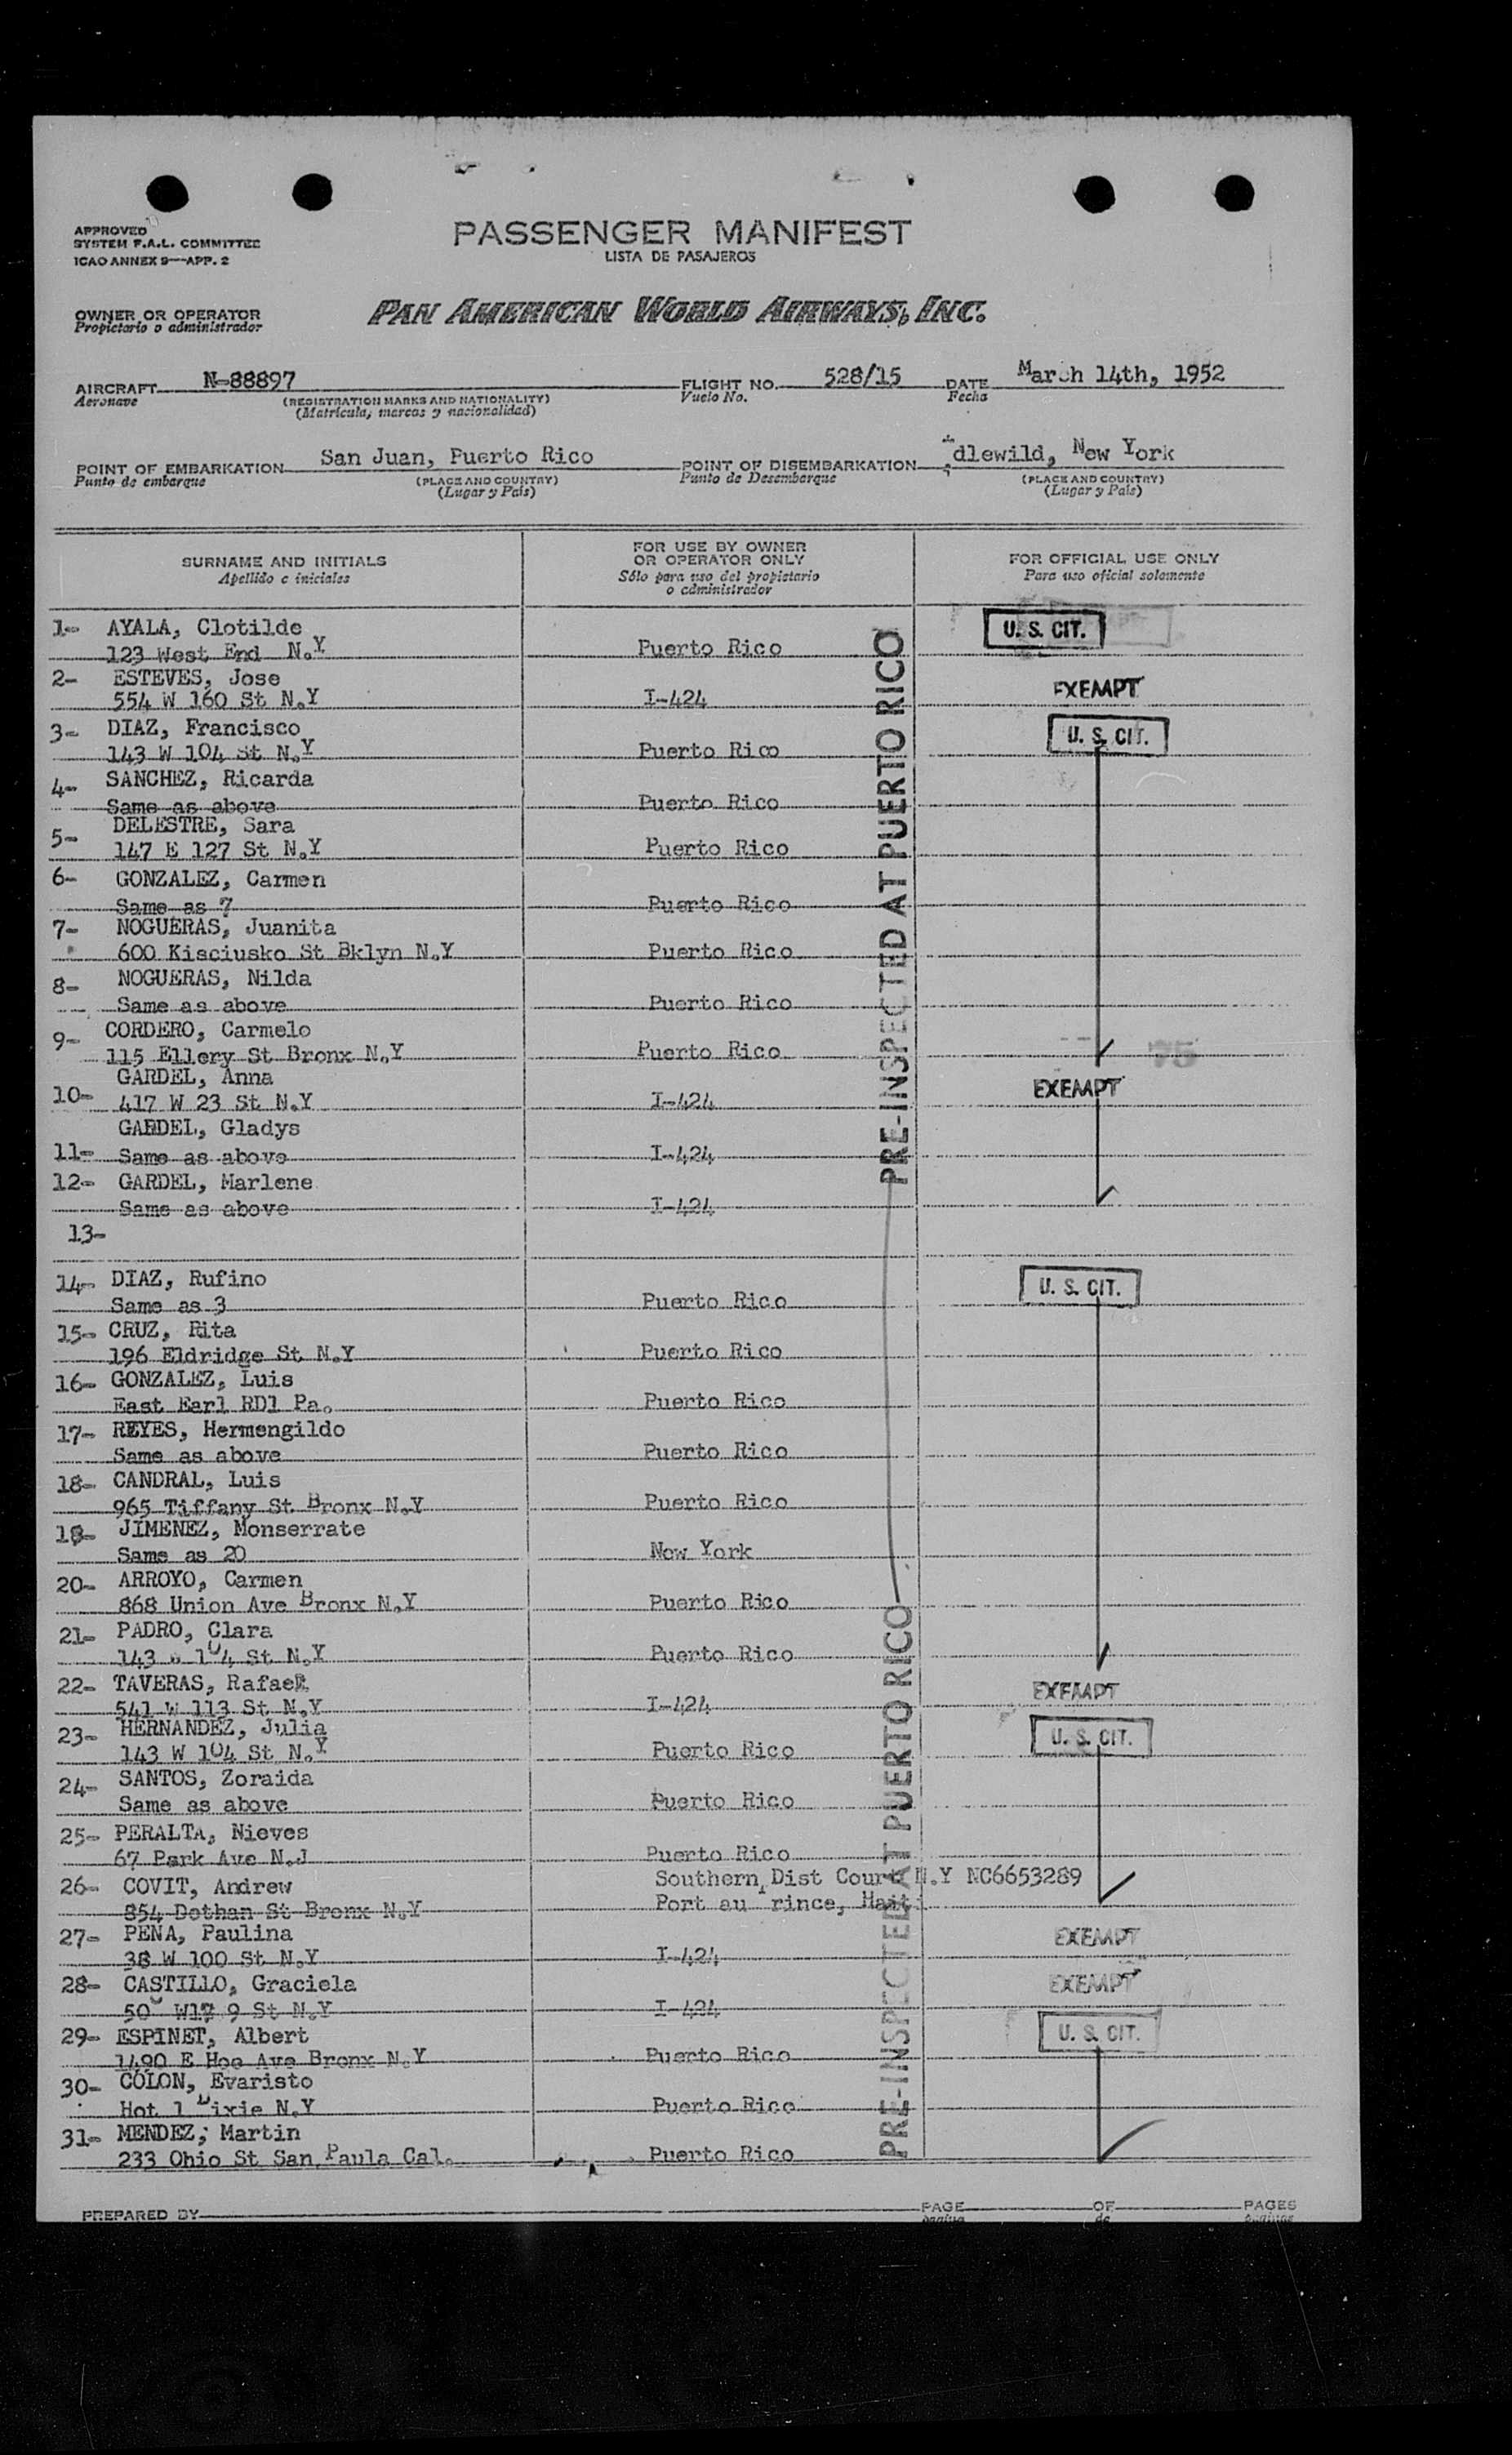 APPROVED
SYSTEM F.A.L. COMMITTEE
ICAO ANNEX 9—APP. 2
PASSENGER MANIFEST
LISTA DE PASAJEROS
OWNER OR OPERATOR
Propietario o administrador
PAN AMERICAN WORLD AIRWAYS, INC.
AIRCRAFT N-88897 FLIGHT NO. 528/15 DATE March 14th, 1952
Aeronave (REGISTRATION MARKS AND NATIONALITY) Vuelo No. Fecha
(Matrícula, marcas y nacionalidad)
POINT OF EMBARKATION San Juan, Puerto Rico POINT OF DISEMBARKATION dlewild, New York
Punto de embarque (PLACE AND COUNTRY) Punto de Desembarque (PLACE AND COUNTRY)
(Lugar y País) (Lugar y País)
SURNAME AND INITIALS FOR USE BY OWNER OR OPERATOR ONLY FOR OFFICIAL USE ONLY
Apellido e iniciales Sólo para uso del propietario o administrador Para uso oficial solamente
1- AYALA, Clotilde U. S. CIT.
123 West End N.Y Puerto Rico
2- ESTEVES, Jose EXEMPT
554 W 160 St N.Y I-424
3- DIAZ, Francisco U. S. CIT.
143 W 104 St N.Y Puerto Rico
4- SANCHEZ, Ricarda
Same as above Puerto Rico
5- DELESTRE, Sara
147 E 127 St N.Y Puerto Rico
6- GONZALEZ, Carmen
Same as 7 Puerto Rico
7- NOGUERAS, Juanita
600 Kisciusko St Bklyn N.Y Puerto Rico
8- NOGUERAS, Nilda
Same as above Puerto Rico
9- CORDERO, Carmelo
115 Ellery St Bronx N.Y Puerto Rico 75
GARDEL, Anna EXEMPT
10- 417 W 23 St N.Y I-424
GARDEL, Gladys
11- Same as above I-424
12- GARDEL, Marlene
Same as above I-424
PRE-INSPECTED AT PUERTO RICO
13-
14- DIAZ, Rufino U. S. CIT.
Same as 3 Puerto Rico
15- CRUZ, Rita
196 Eldridge St N.Y Puerto Rico
16- GONZALEZ, Luis
East Earl RD1 Pa. Puerto Rico
17- REYES, Hermengildo
Same as above Puerto Rico
18- CANDRAL, Luis
965 Tiffany St Bronx N.Y Puerto Rico
JIMENEZ, Monserrate
Same as 20 New York
20- ARROYO, Carmen
868 Union Ave Bronx N.Y Puerto Rico
21- PADRO, Clara
143 104 St N.Y Puerto Rico
22- TAVERAS, Rafael EXEMPT
541 W 113 St N.Y I-424
23- HERNANDEZ, Julia U. S. CIT.
143 W 104 St N.Y Puerto Rico
24- SANTOS, Zoraida
Same as above Puerto Rico
25- PERALTA, Nieves
67 Park Ave N.J Puerto Rico
26- COVIT, Andrew Southern Dist Court N.Y NC6653289
854 Dothan St Bronx N.Y Port au Prince, Haiti
27- PENA, Paulina EXEMPT
38 W 100 St N.Y I-424
28- CASTILLO, Graciela EXEMPT
I-424
29- ESPINET, Albert U. S. CIT.
1490 E Hoe Ave Bronx N.Y Puerto Rico
30- COLON, Evaristo
Hot 1 Dixie N.Y Puerto Rico
31- MENDEZ, Martin
233 Ohio St San Paula Cal. Puerto Rico
PRE-INSPECTED AT PUERTO RICO
PREPARED BY PAGE OF PAGES
página de páginas